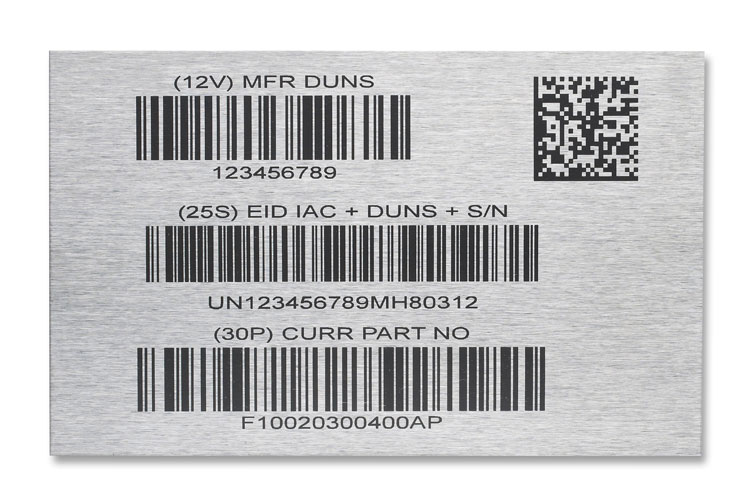 (12V) MFR DUNS
123456789
(25S) EID IAC + DUNS + S/N
UN123456789MH80312
(30P) CURR PART NO
F10020300400AP